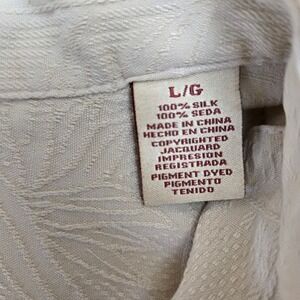 L/G
100% SILK
100% SEDA
MADE IN CHINA
HECHO EN CHINA
COPYRIGHTED
JACQUARD
IMPRESION
REGISTRADA
PIGMENT DYED
PIGMENTO
TENIDO